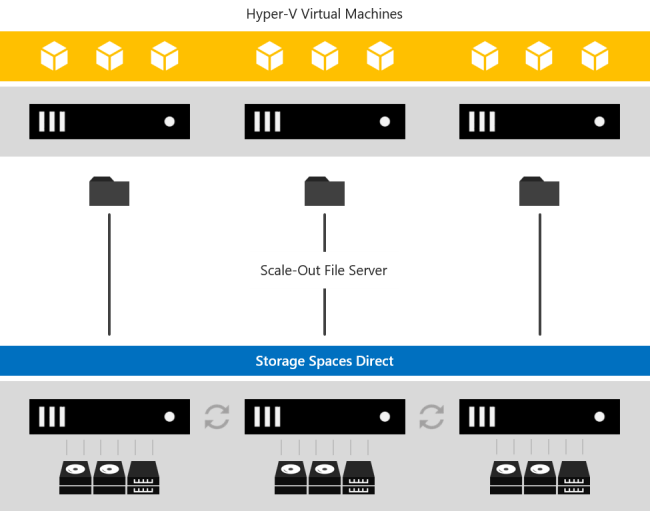 Hyper-V Virtual Machines
Scale-Out File Server
Storage Spaces Direct